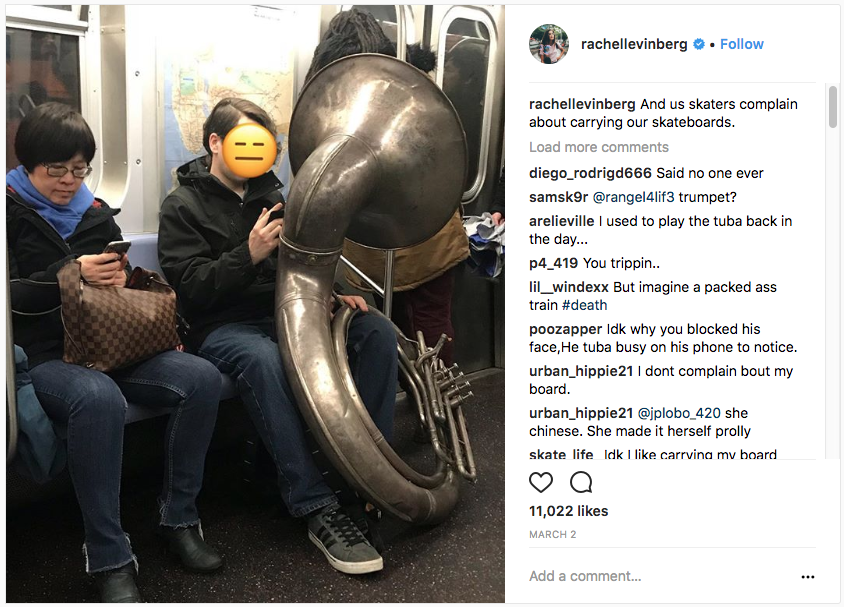 rachellevinberg • Follow
rachellevinberg And us skaters complain
about carrying our skateboards.
Load more comments
diego_rodrigd666 Said no one ever
samsk9r @rangel4lif3 trumpet?
arelieville I used to play the tuba back in
the day...
p4_419 You trippin..
lil__windexx But imagine a packed ass
train #death
poozapper Idk why you blocked his
face,He tuba busy on his phone to notice.
urban_hippie21 I dont complain bout my
board.
urban_hippie21 @jplobo_420 she
chinese. She made it herself prolly
skate_life_ Idk I like carrying my board
11,022 likes
MARCH 2
Add a comment...